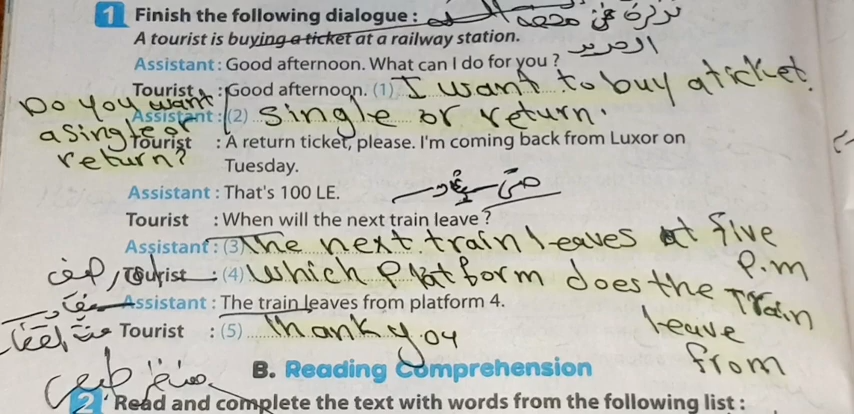 1 Finish the following dialogue :
تذكرة في محطة
A tourist is buying a ticket at a railway station.
Assistant : Good afternoon. What can I do for you ?
Tourist : Good afternoon. (1) I want to buy a ticket.
Do you want a single or return?
Assistant : (2) Single or return.
Tourist : A return ticket, please. I'm coming back from Luxor on
Tuesday.
Assistant : That's 100 LE.
Tourist : When will the next train leave ?
Assistant : (3) The next train leaves at five p.m
Tourist : (4) which Platform does the Train leave from
Assistant : The train leaves from platform 4.
Tourist : (5) Thank you
B. Reading Comprehension
2 Read and complete the text with words from the following list :